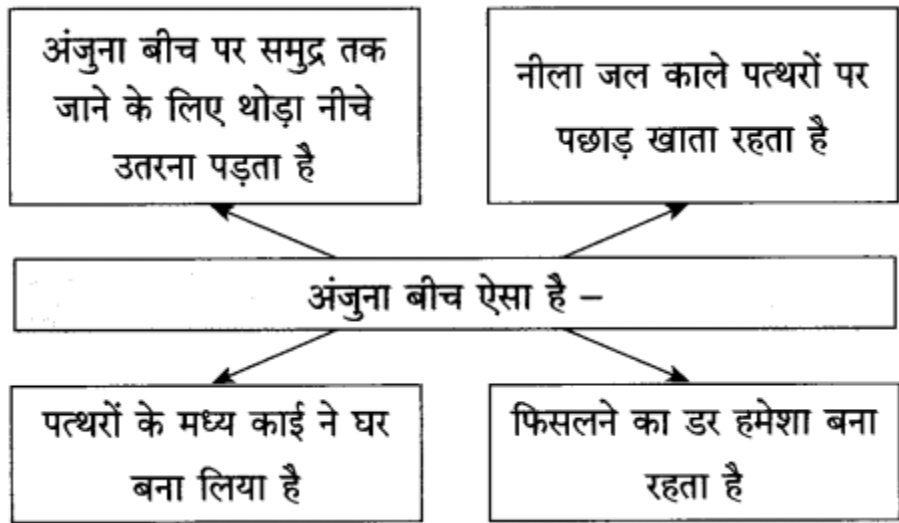 अंजुना बीच पर समुद्र तक
जाने के लिए थोड़ा नीचे
उतरना पड़ता है
नीला जल काले पत्थरों पर
पछाड़ खाता रहता है
अंजुना बीच ऐसा है –
पत्थरों के मध्य काई ने घर
बना लिया है
फिसलने का डर हमेशा बना
रहता है